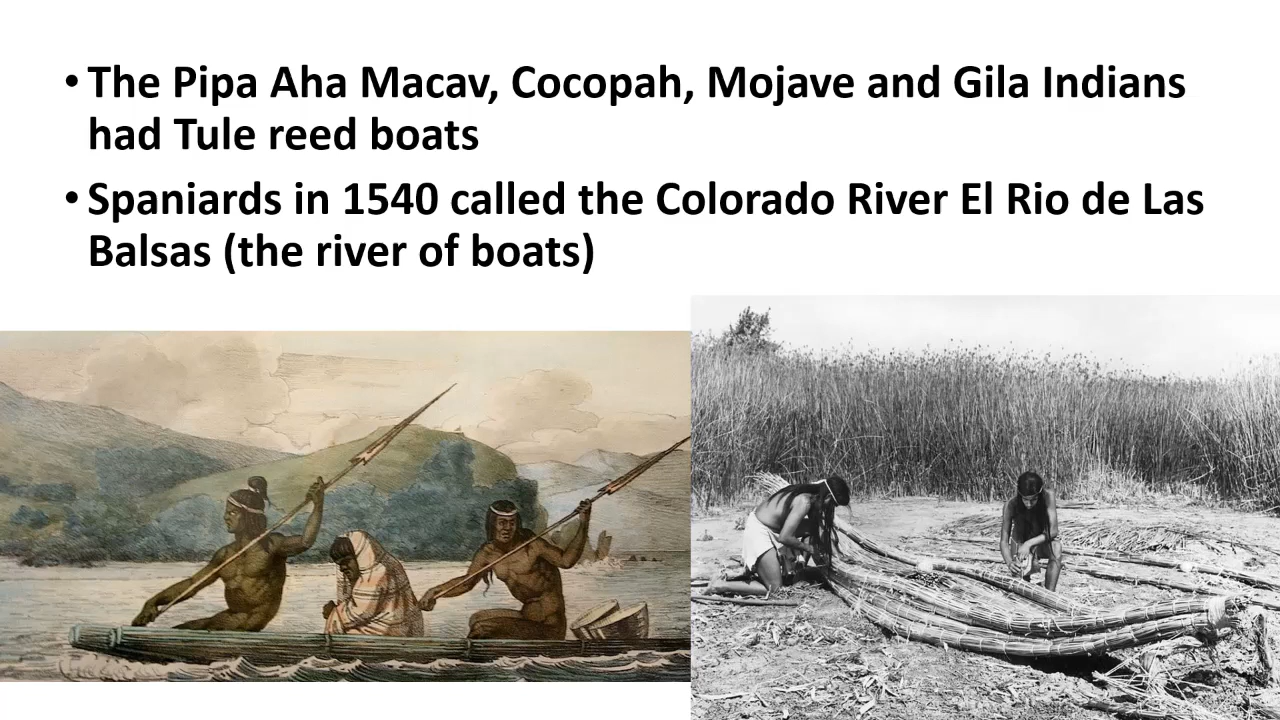 • The Pipa Aha Macav, Cocopah, Mojave and Gila Indians
had Tule reed boats
• Spaniards in 1540 called the Colorado River El Rio de Las
Balsas (the river of boats)